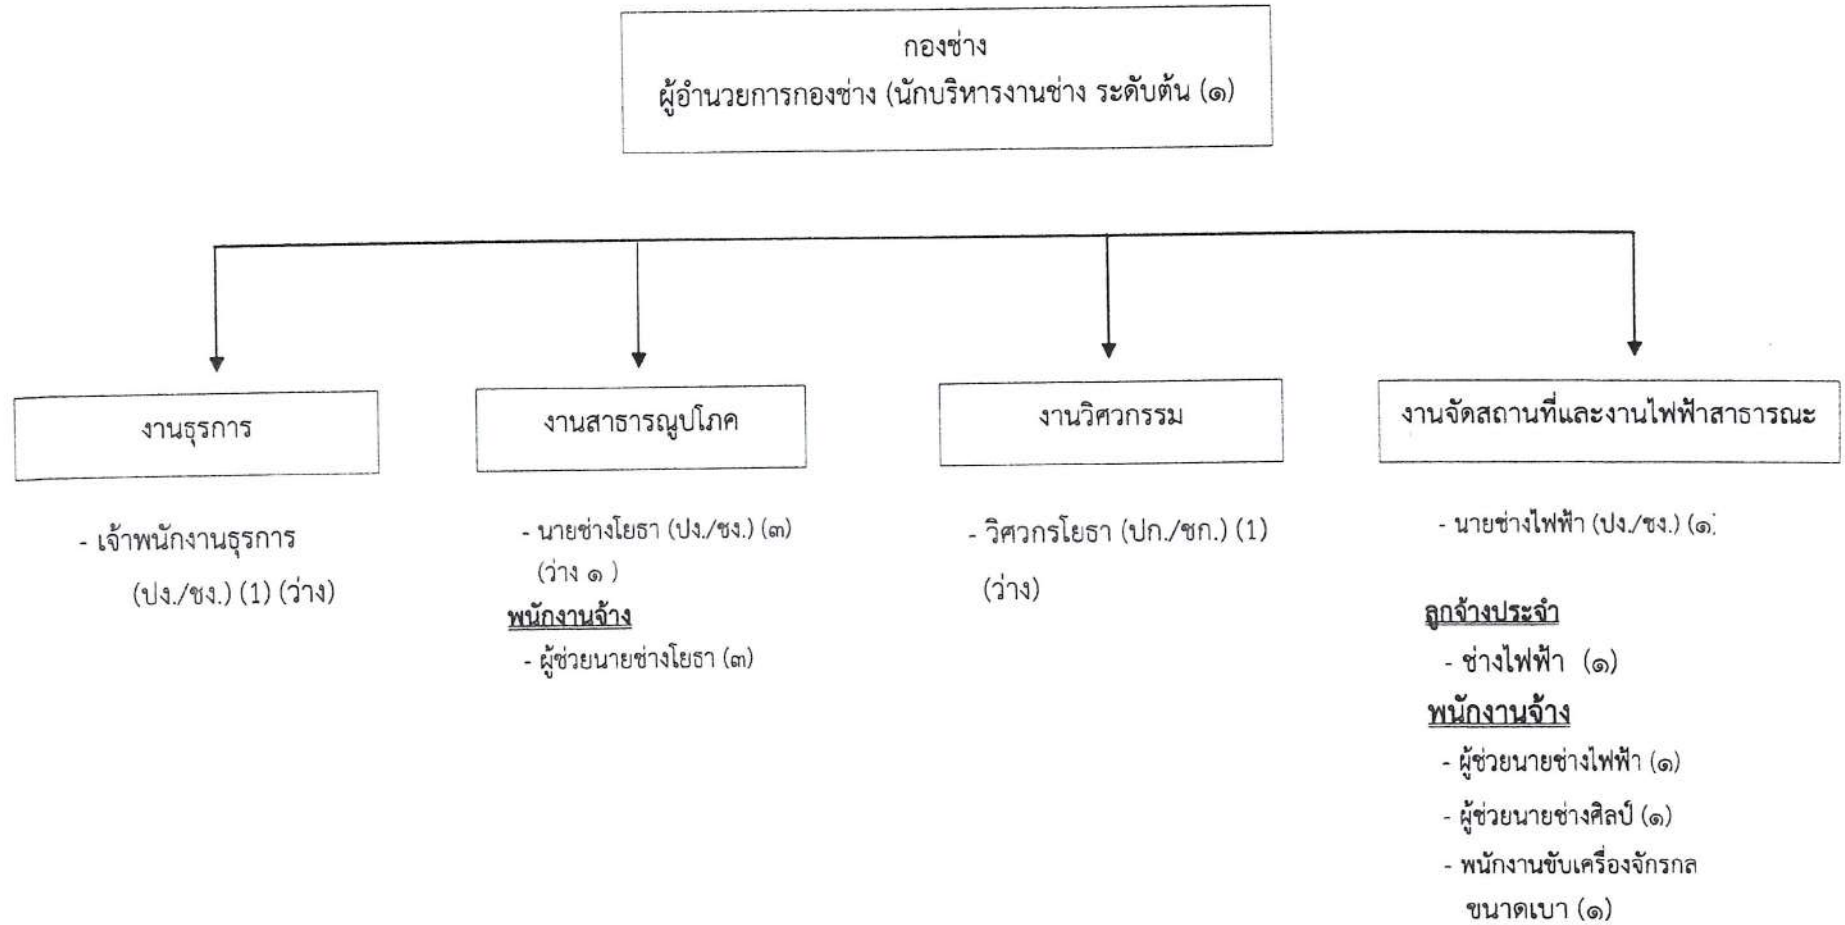 กองช่าง
ผู้อำนวยการกองช่าง (นักบริหารงานช่าง ระดับต้น (๑)
งานธุรการ
- เจ้าพนักงานธุรการ
(ปง./ชง.) (1) (ว่าง)
งานสาธารณูปโภค
- นายช่างโยธา (ปง./ชง.) (๓)
(ว่าง ๑ )
พนักงานจ้าง
- ผู้ช่วยนายช่างโยธา (๓)
งานวิศวกรรม
- วิศวกรโยธา (ปก./ชก.) (1)
(ว่าง)
งานจัดสถานที่และงานไฟฟ้าสาธารณะ
- นายช่างไฟฟ้า (ปง./ชง.) (๑)
ลูกจ้างประจำ
- ช่างไฟฟ้า (๑)
พนักงานจ้าง
- ผู้ช่วยนายช่างไฟฟ้า (๑)
- ผู้ช่วยนายช่างศิลป์ (๑)
- พนักงานขับเครื่องจักรกล
ขนาดเบา (๑)